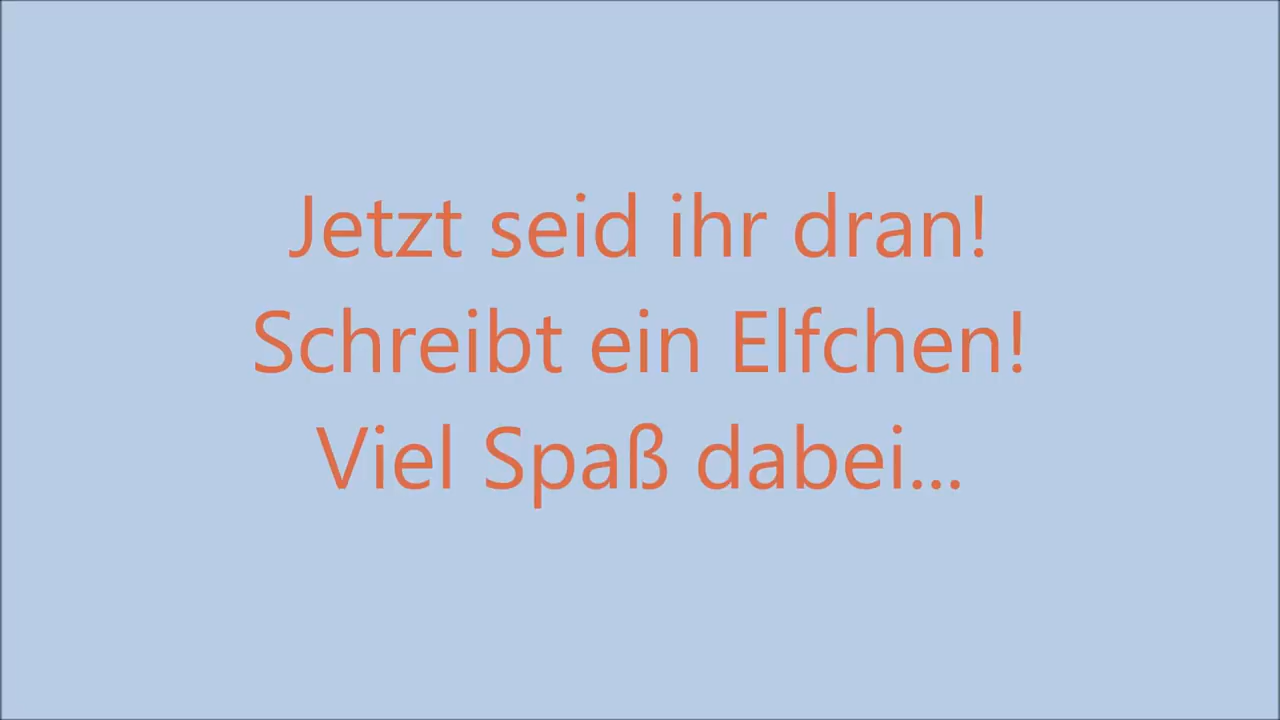 Jetzt seid ihr dran!
Schreibt ein Elfchen!
Viel Spaß dabei...